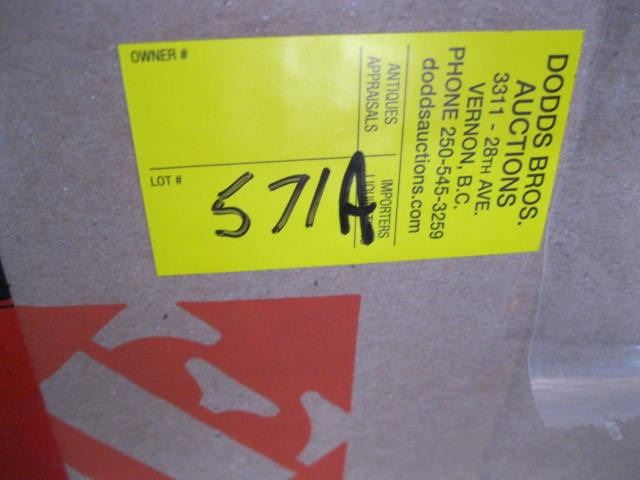 DODDS BROS.
AUCTIONS
3311 - 28TH AVE.
VERNON, B.C.
PHONE 250-545-3259
doddsauctions.com
ANTIQUES IMPORTERS
APPRAISALS
OWNER #
LOT # 571A